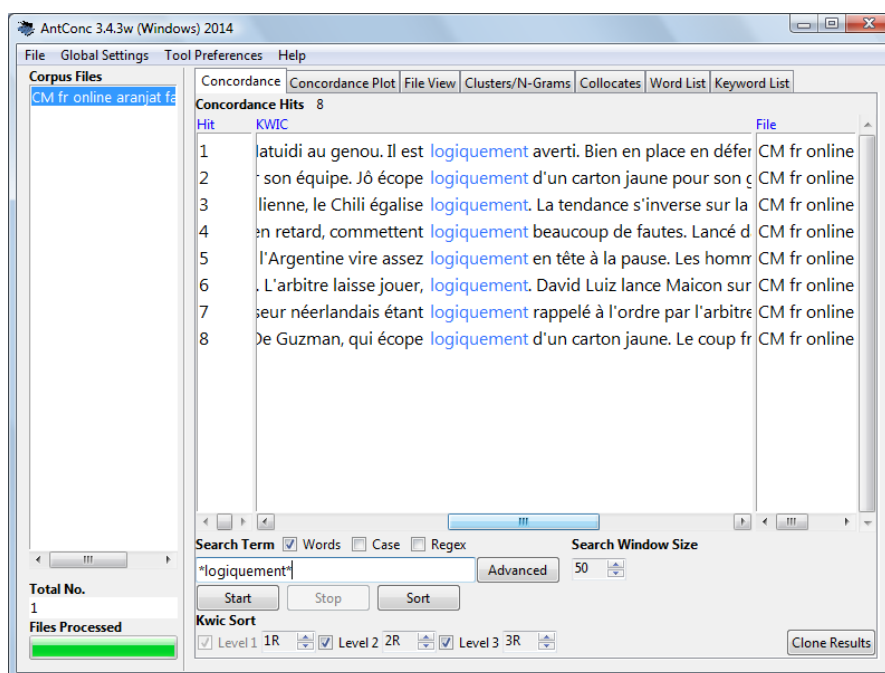 AntConc 3.4.3w (Windows) 2014
File Global Settings Tool Preferences Help
Corpus Files
CM fr online aranjat fa
Concordance Concordance Plot File View Clusters/N-Grams Collocates Word List Keyword List
Concordance Hits 8
Hit KWIC File
1 latuidi au genou. Il est logiquement averti. Bien en place en défer CM fr online
2 r son équipe. Jô écope logiquement d'un carton jaune pour son g CM fr online
3 lienne, le Chili égalise logiquement. La tendance s'inverse sur la CM fr online
4 en retard, commettent logiquement beaucoup de fautes. Lancé d CM fr online
5 l'Argentine vire assez logiquement en tête à la pause. Les homm CM fr online
6 . L'arbitre laisse jouer, logiquement. David Luiz lance Maicon sur CM fr online
7 seur néerlandais étant logiquement rappelé à l'ordre par l'arbitre CM fr online
8 De Guzman, qui écope logiquement d'un carton jaune. Le coup fr CM fr online
Search Term Words Case Regex Search Window Size
*logiquement* Advanced 50
Start Stop Sort
Total No.
1
Files Processed
Kwic Sort
Level 1 1R Level 2 2R Level 3 3R Clone Results